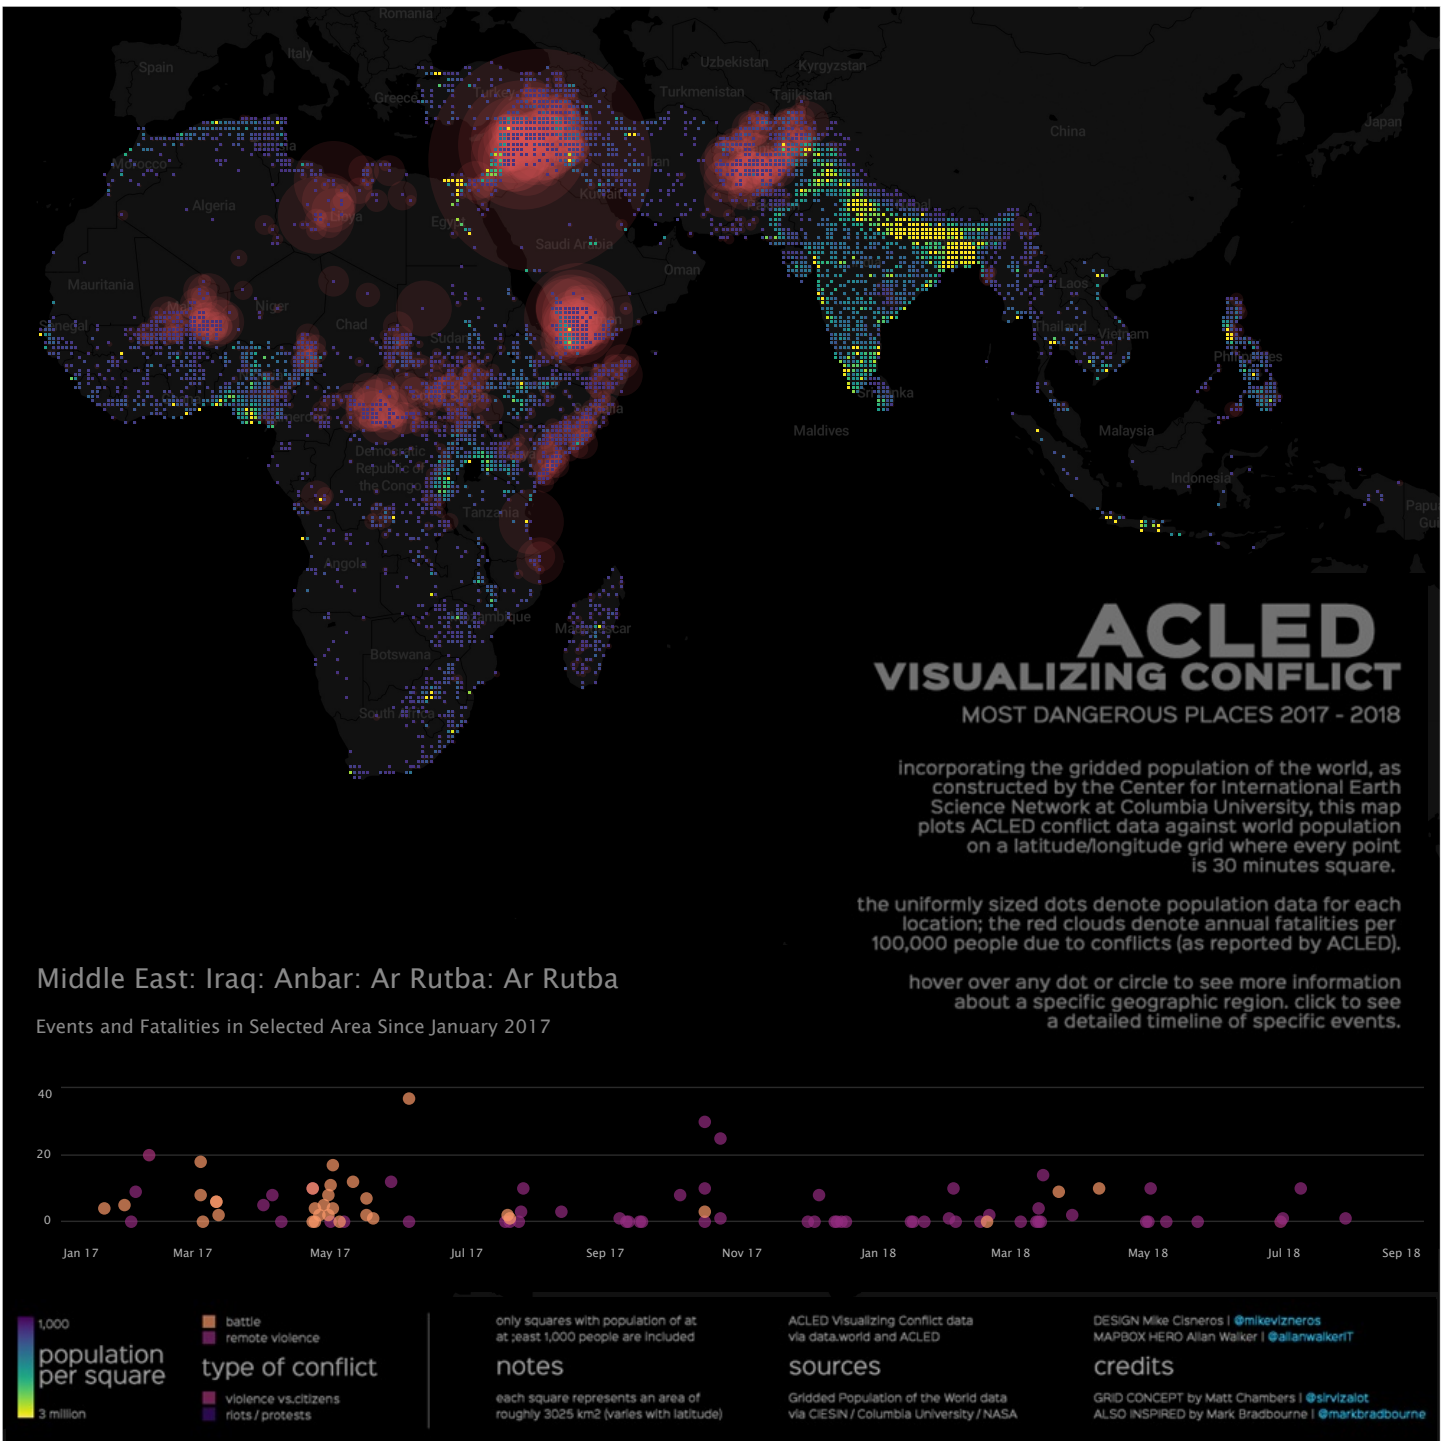 Romania
Spain
Italy
Uzbekistan
Kyrgyzstan
Greece
Turkey
Turkmenistan
Tajikistan
China
Japan
Morocco
Iran
Algeria
Libya
Egypt
Kuwait
Saudi Arabia
Oman
Mauritania
Mali
Niger
Chad
Sudan
Senegal
Laos
Thailand
Vietnam
Philippines
Sri Lanka
Maldives
Malaysia
Indonesia
Democratic
Republic of
the Congo
Tanzania
Angola
Madagascar
Botswana
South Africa
ACLED
VISUALIZING CONFLICT
MOST DANGEROUS PLACES 2017 - 2018
incorporating the gridded population of the world, as
constructed by the Center for International Earth
Science Network at Columbia University, this map
plots ACLED conflict data against world population
on a latitude/longitude grid where every point
is 30 minutes square.
the uniformly sized dots denote population data for each
location; the red clouds denote annual fatalities per
100,000 people due to conflicts (as reported by ACLED).
hover over any dot or circle to see more information
about a specific geographic region. click to see
a detailed timeline of specific events.
Middle East: Iraq: Anbar: Ar Rutba: Ar Rutba
Events and Fatalities in Selected Area Since January 2017
40
20
0
Jan 17
Mar 17
May 17
Jul 17
Sep 17
Nov 17
Jan 18
Mar 18
May 18
Jul 18
Sep 18
1,000
population
per square
3 million
battle
remote violence
type of conflict
violence vs.citizens
riots / protests
only squares with population of at
at ;east 1,000 people are included
notes
each square represents an area of
roughly 3025 km2 (varies with latitude)
ACLED Visualizing Conflict data
via data.world and ACLED
sources
Gridded Population of the World data
via CIESIN / Columbia University / NASA
DESIGN Mike Cisneros | @mikevizneros
MAPBOX HERO Allan Walker | @allanwalkerIT
credits
GRID CONCEPT by Matt Chambers | @sirvizalot
ALSO INSPIRED by Mark Bradbourne | @markbradbourne